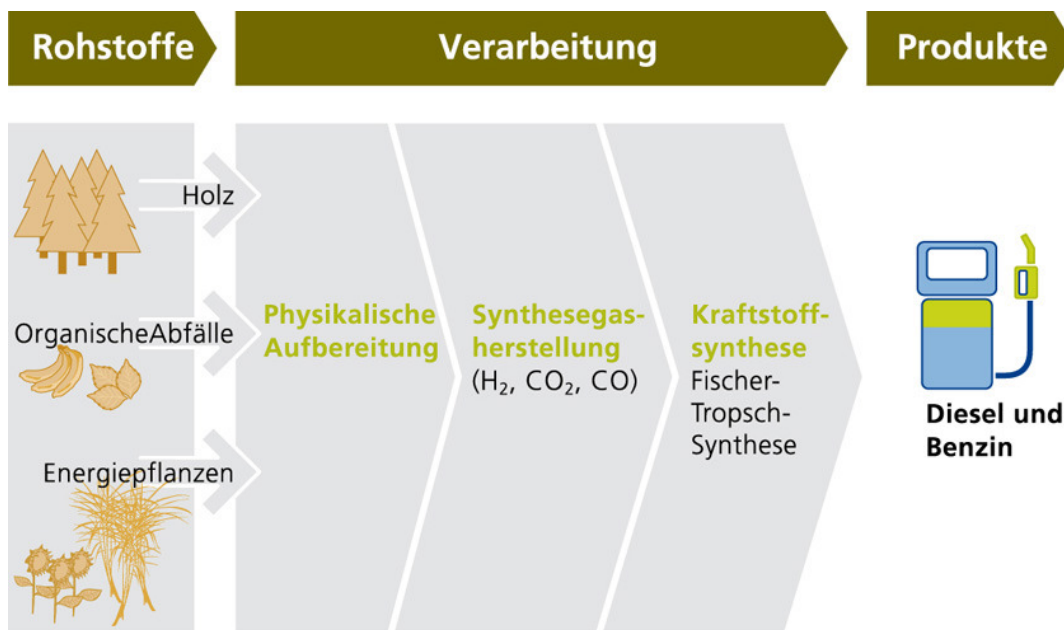 Rohstoffe
Verarbeitung
Produkte
Holz
OrganischeAbfälle
Energiepflanzen
Physikalische
Aufbereitung
Synthesegas-
herstellung
(H₂, CO₂, CO)
Kraftstoff-
synthese
Fischer-
Tropsch-
Synthese
Diesel und
Benzin